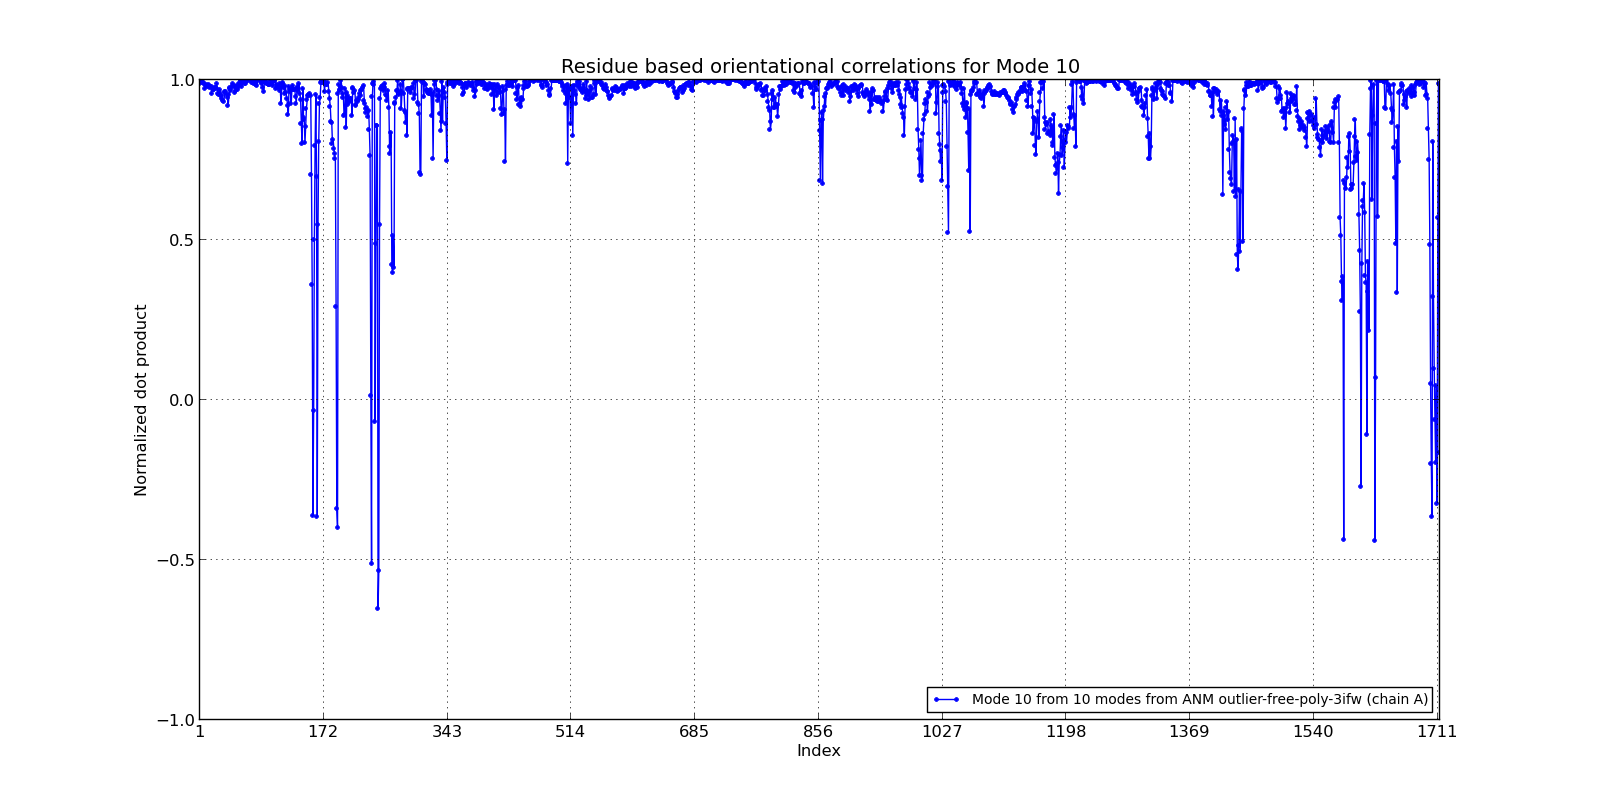 Residue based orientational correlations for Mode 10
1.0
0.5
0.0
−0.5
−1.0
Normalized dot product
Mode 10 from 10 modes from ANM outlier-free-poly-3ifw (chain A)
1 172 343 514 685 856 1027 1198 1369 1540 1711
Index